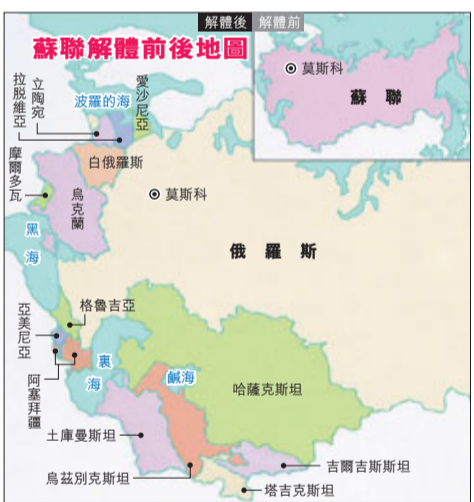 解體後 解體前
蘇聯解體前後地圖
莫斯科
蘇聯
愛沙尼亞
立陶宛
拉脫維亞
波羅的海
摩爾多瓦
白俄羅斯
烏克蘭
莫斯科
俄羅斯
黑海
格魯吉亞
亞美尼亞
阿塞拜疆
裏海
鹹海
哈薩克斯坦
土庫曼斯坦
烏茲別克斯坦
吉爾吉斯斯坦
塔吉克斯坦